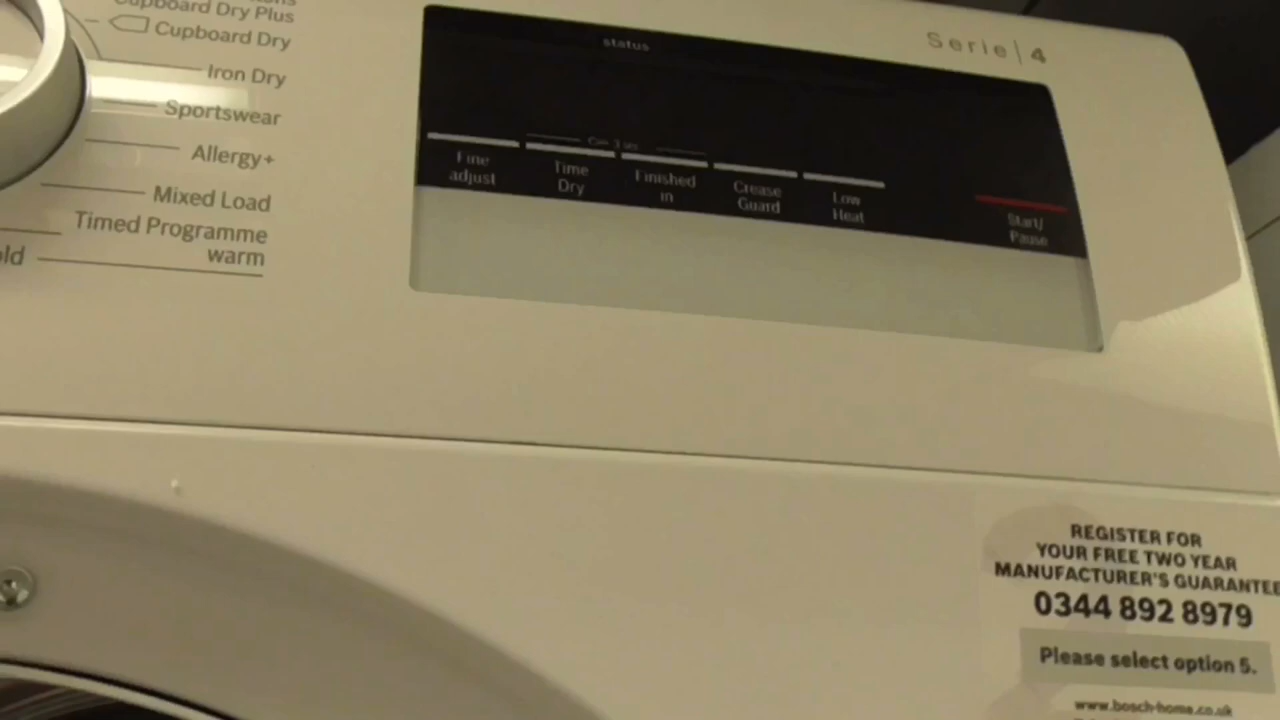 Cupboard Dry Plus
Cupboard Dry
Iron Dry
Sportswear
Allergy+
Mixed Load
Timed Programme
warm
status
Serie | 4
Fine
adjust
Time
Dry
Finished
in
Crease
Guard
Low
Heat
Start/
Pause
REGISTER FOR
YOUR FREE TWO YEAR
MANUFACTURER'S GUARANTEE
0344 892 8979
Please select option 5.
www.bosch-home.co.uk